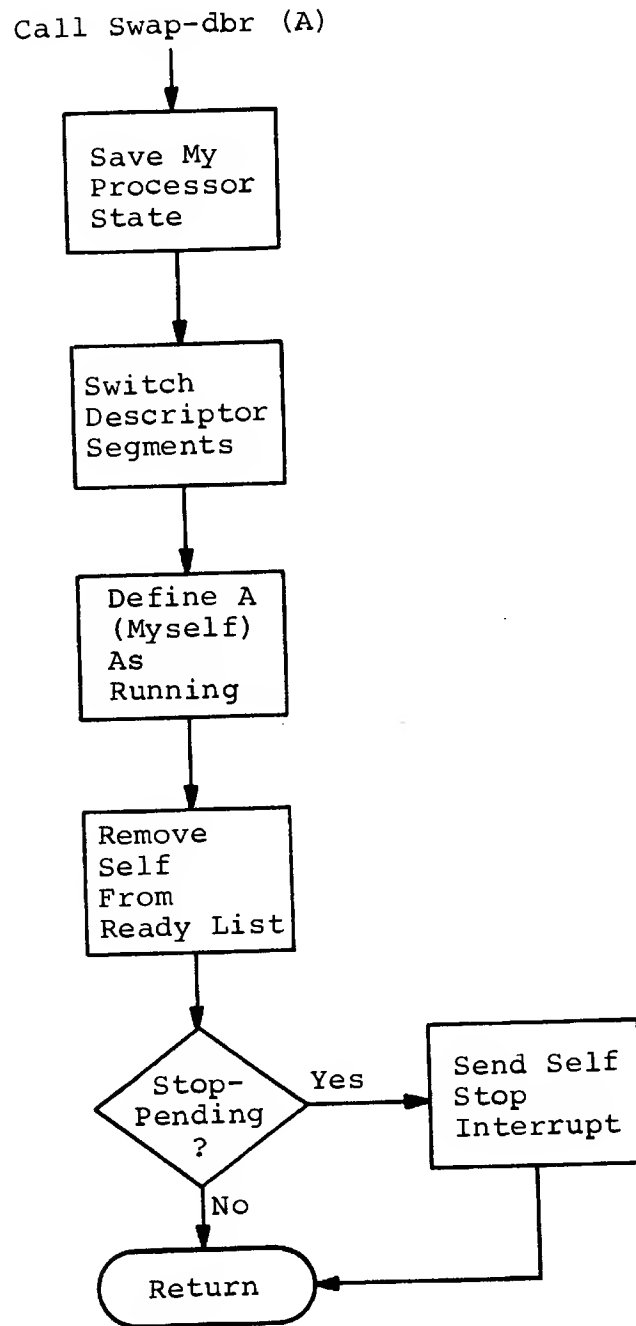 Call Swap-dbr (A)
Save My
Processor
State
Switch
Descriptor
Segments
Define A
(Myself)
As
Running
Remove
Self
From
Ready List
Stop-
Pending
?
Yes
Send Self
Stop
Interrupt
No
Return